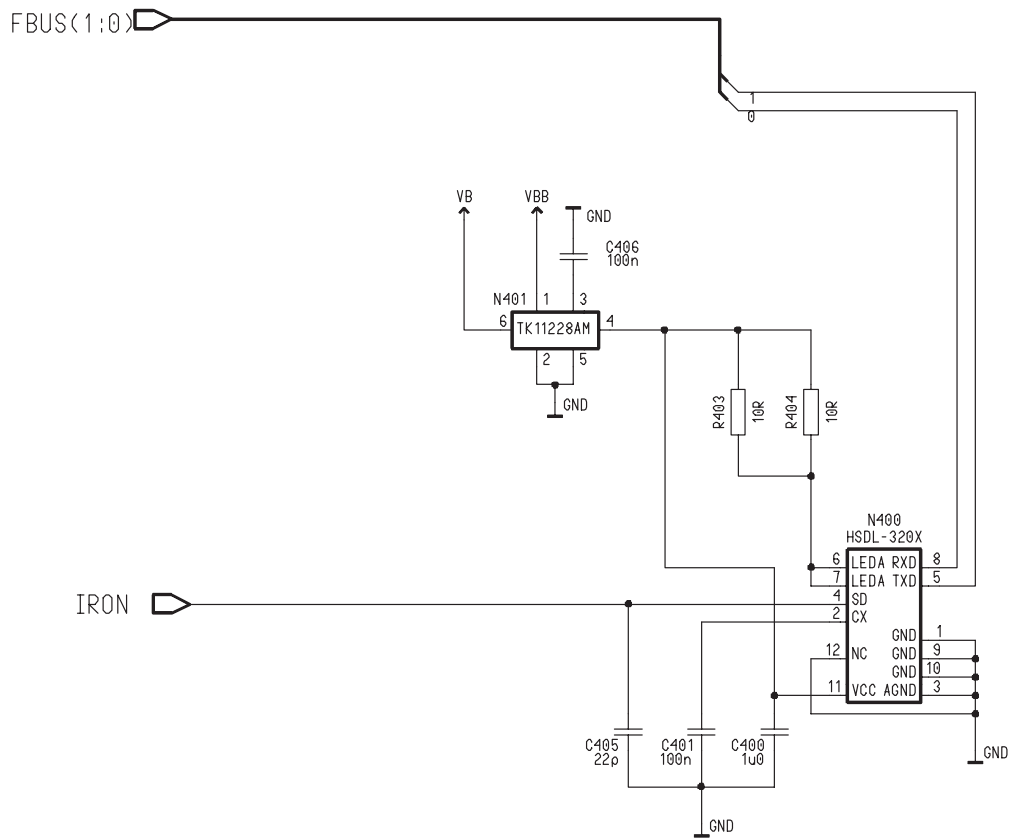 FBUS(1:0)
1
0
VB
VBB
GND
C406
100n
N401 1 3
6 TK11228AM 4
2 5
GND
R403
10R
R404
10R
N400
HSDL-320X
6 LEDA RXD 8
7 LEDA TXD 5
IRON
4 SD
2 CX
GND 1
12 NC GND 9
GND 10
11 VCC AGND 3
C405
22p
C401
100n
C400
1u0
GND
GND